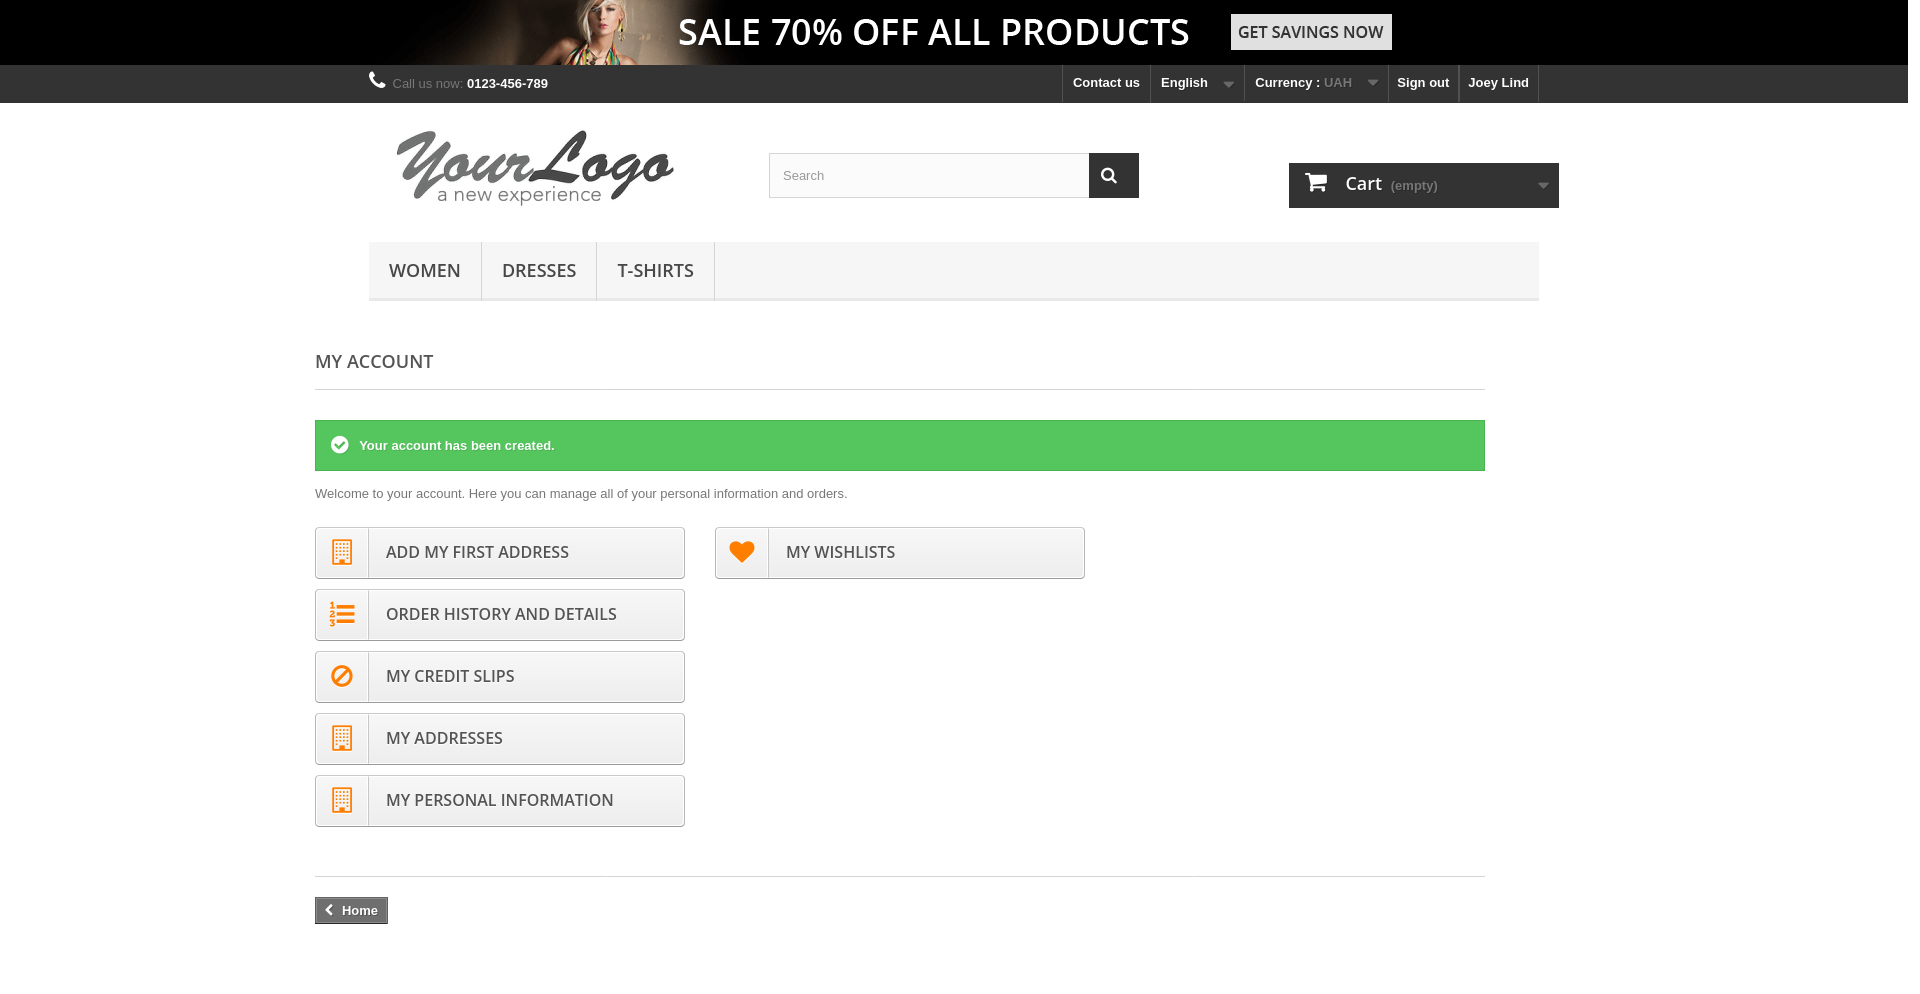 SALE 70% OFF ALL PRODUCTS GET SAVINGS NOW
Call us now: 0123-456-789 Contact us English Currency : UAH Sign out Joey Lind
YourLogo
a new experience
Search
Cart (empty)
WOMEN DRESSES T-SHIRTS
MY ACCOUNT
Your account has been created.
Welcome to your account. Here you can manage all of your personal information and orders.
ADD MY FIRST ADDRESS
MY WISHLISTS
ORDER HISTORY AND DETAILS
MY CREDIT SLIPS
MY ADDRESSES
MY PERSONAL INFORMATION
Home